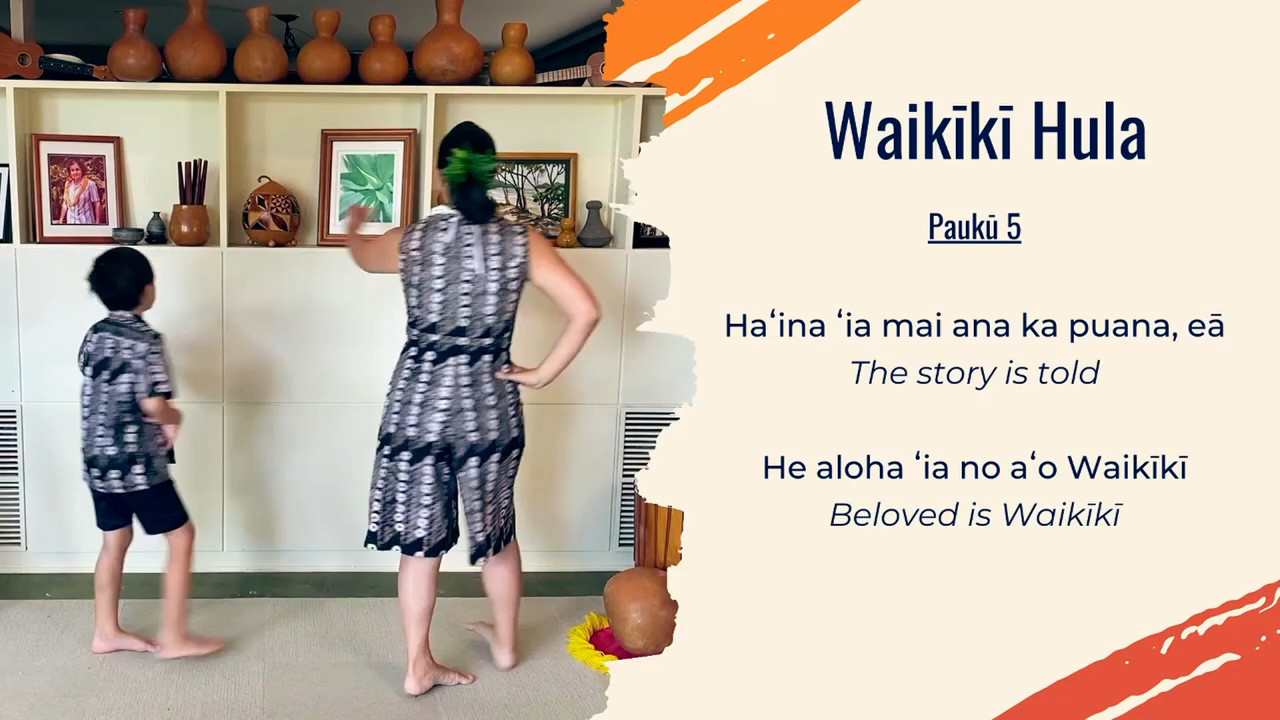 Waikīkī Hula
Paukū 5
Haʻina ʻia mai ana ka puana, eā
The story is told
He aloha ʻia no aʻo Waikīkī
Beloved is Waikīkī